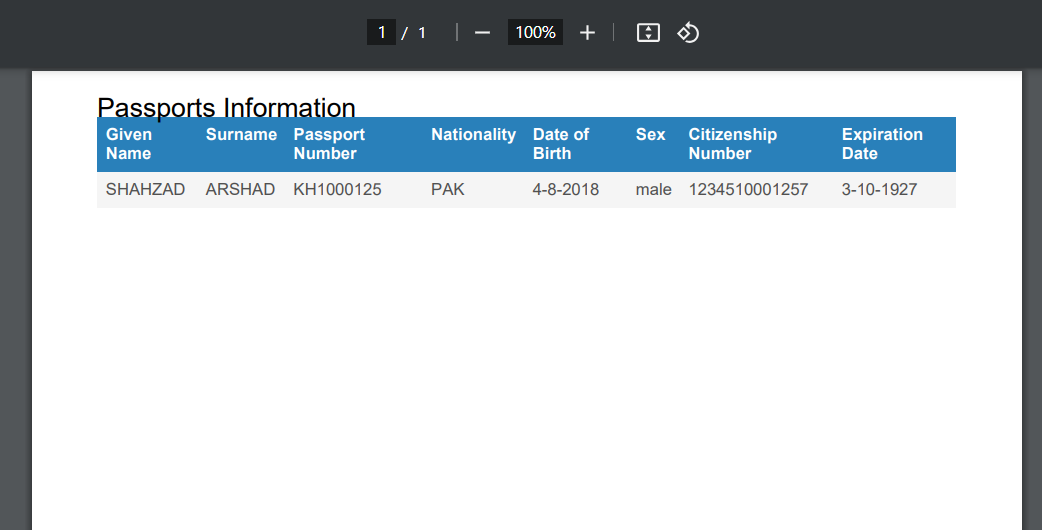 1 / 1 100%
Passports Information
Given Surname Passport Nationality Date of Sex Citizenship Expiration
Name Number Birth Number Date
SHAHZAD ARSHAD KH1000125 PAK 4-8-2018 male 1234510001257 3-10-1927